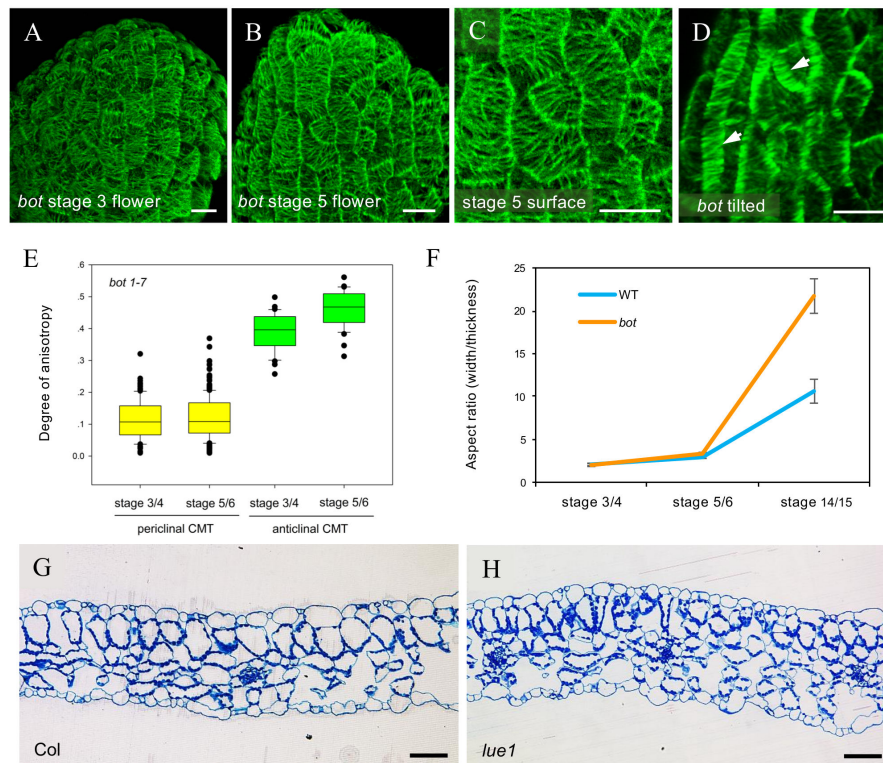 A
bot stage 3 flower
B
bot stage 5 flower
C
stage 5 surface
D
bot tilted
E
bot 1-7
Degree of anisotropy
.6
.5
.4
.3
.2
.1
0.0
stage 3/4
stage 5/6
stage 3/4
stage 5/6
periclinal CMT
anticlinal CMT
F
Aspect ratio (width/thickness)
25
20
15
10
5
0
WT
bot
stage 3/4
stage 5/6
stage 14/15
G
Col
H
lue1